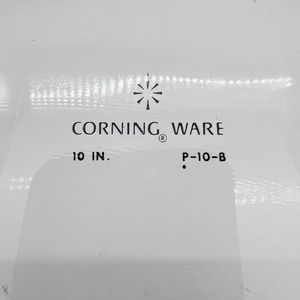 CORNING® WARE
10 IN. P-10-B